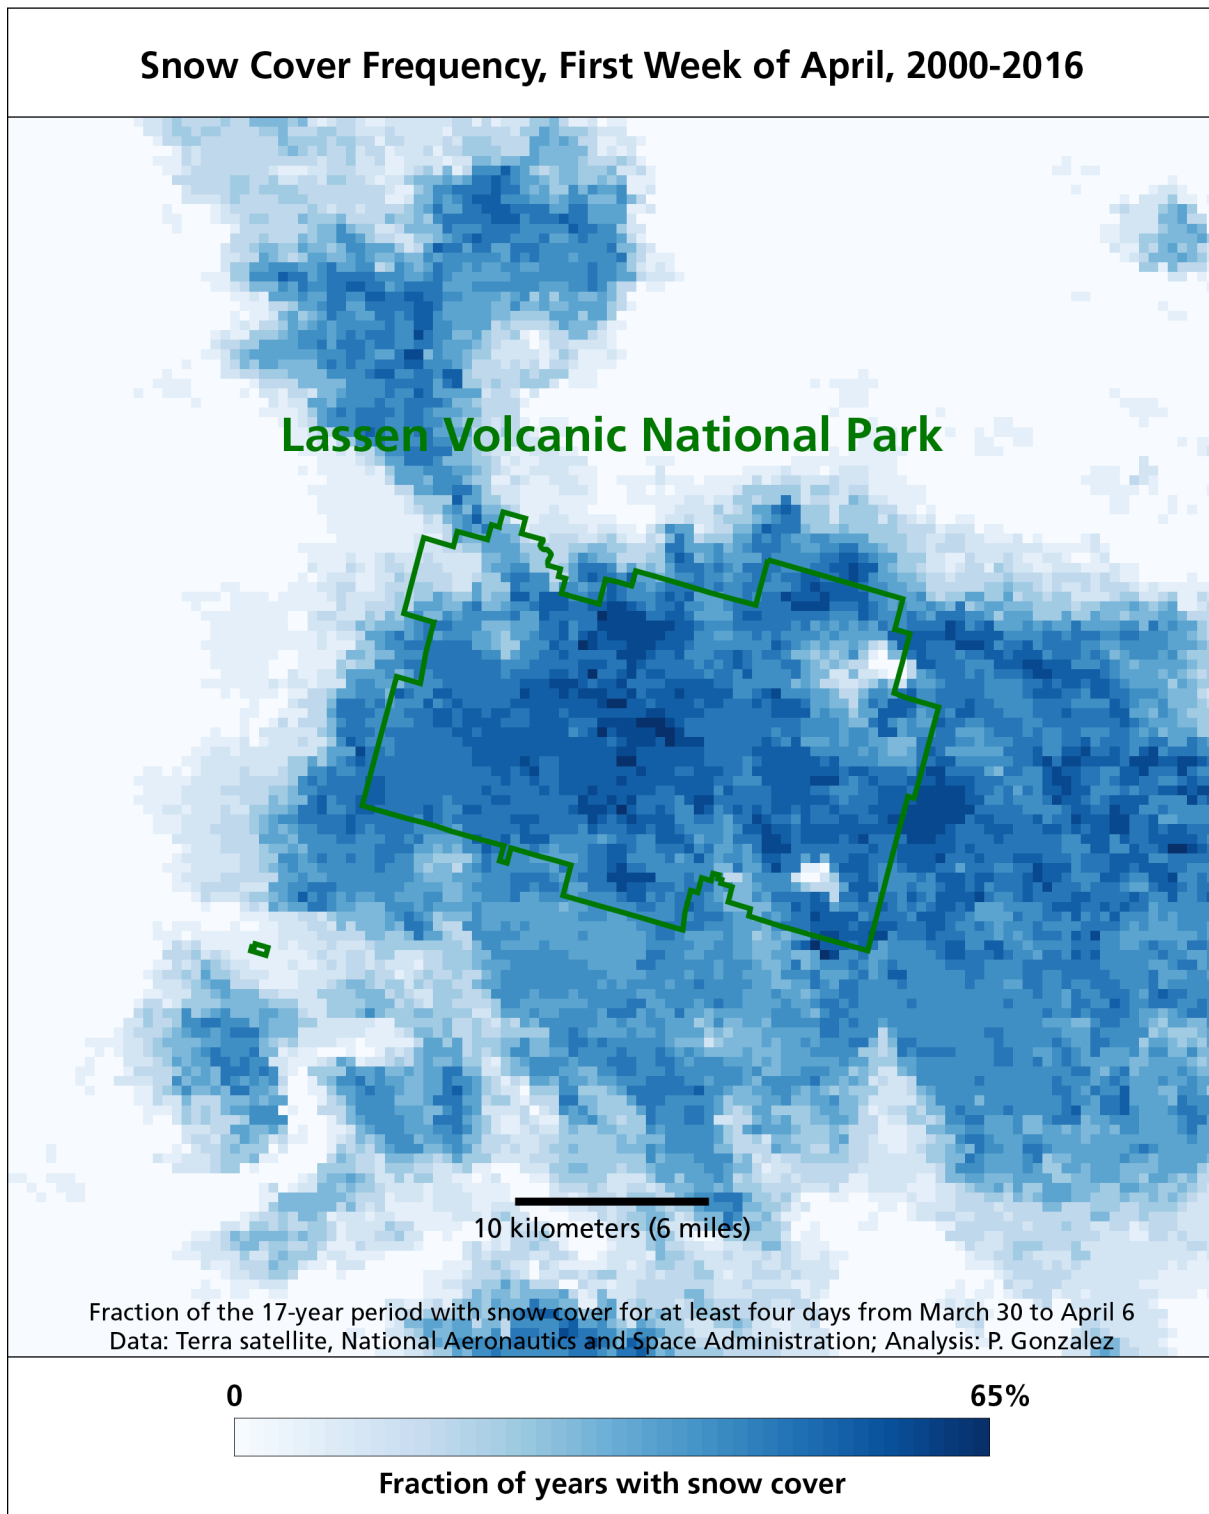 Snow Cover Frequency, First Week of April, 2000-2016
Lassen Volcanic National Park
10 kilometers (6 miles)
Fraction of the 17-year period with snow cover for at least four days from March 30 to April 6
Data: Terra satellite, National Aeronautics and Space Administration; Analysis: P. Gonzalez
0 65%
Fraction of years with snow cover